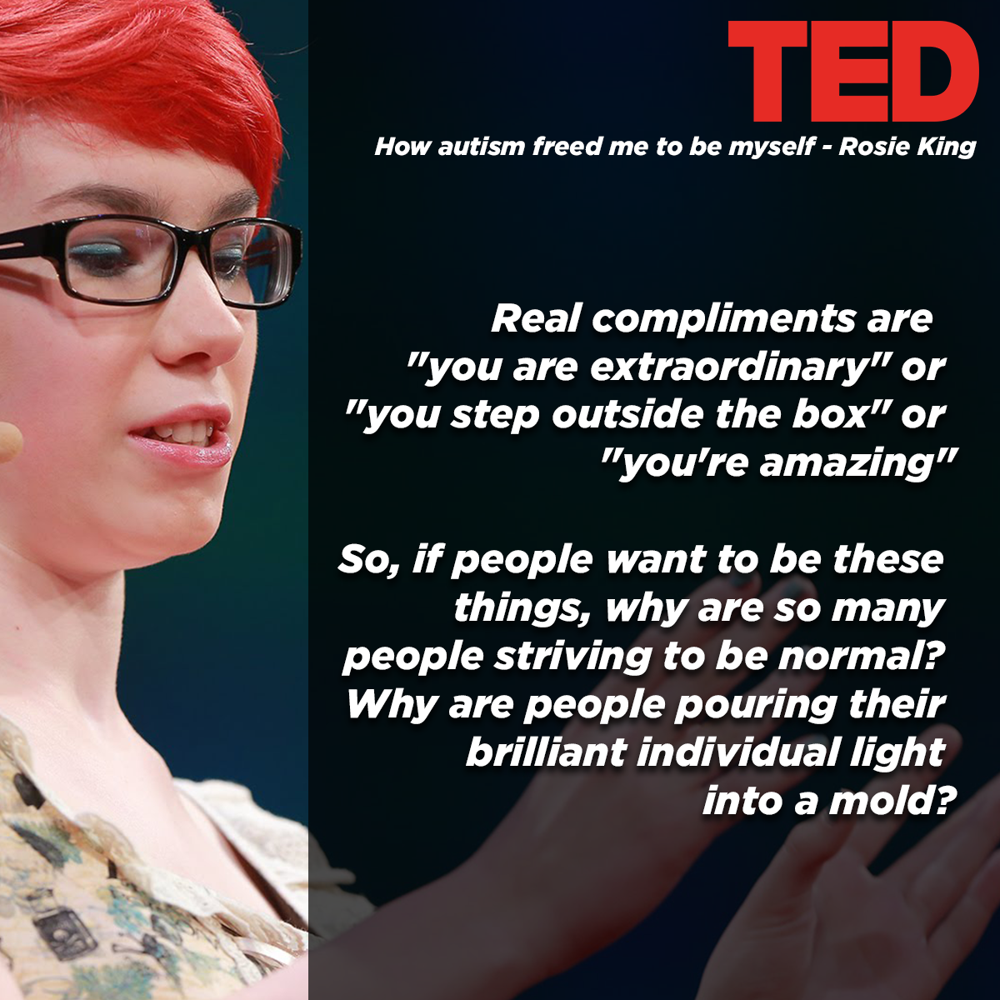 TED
How autism freed me to be myself - Rosie King
Real compliments are
"you are extraordinary" or
"you step outside the box" or
"you're amazing"
So, if people want to be these
things, why are so many
people striving to be normal?
Why are people pouring their
brilliant individual light
into a mold?